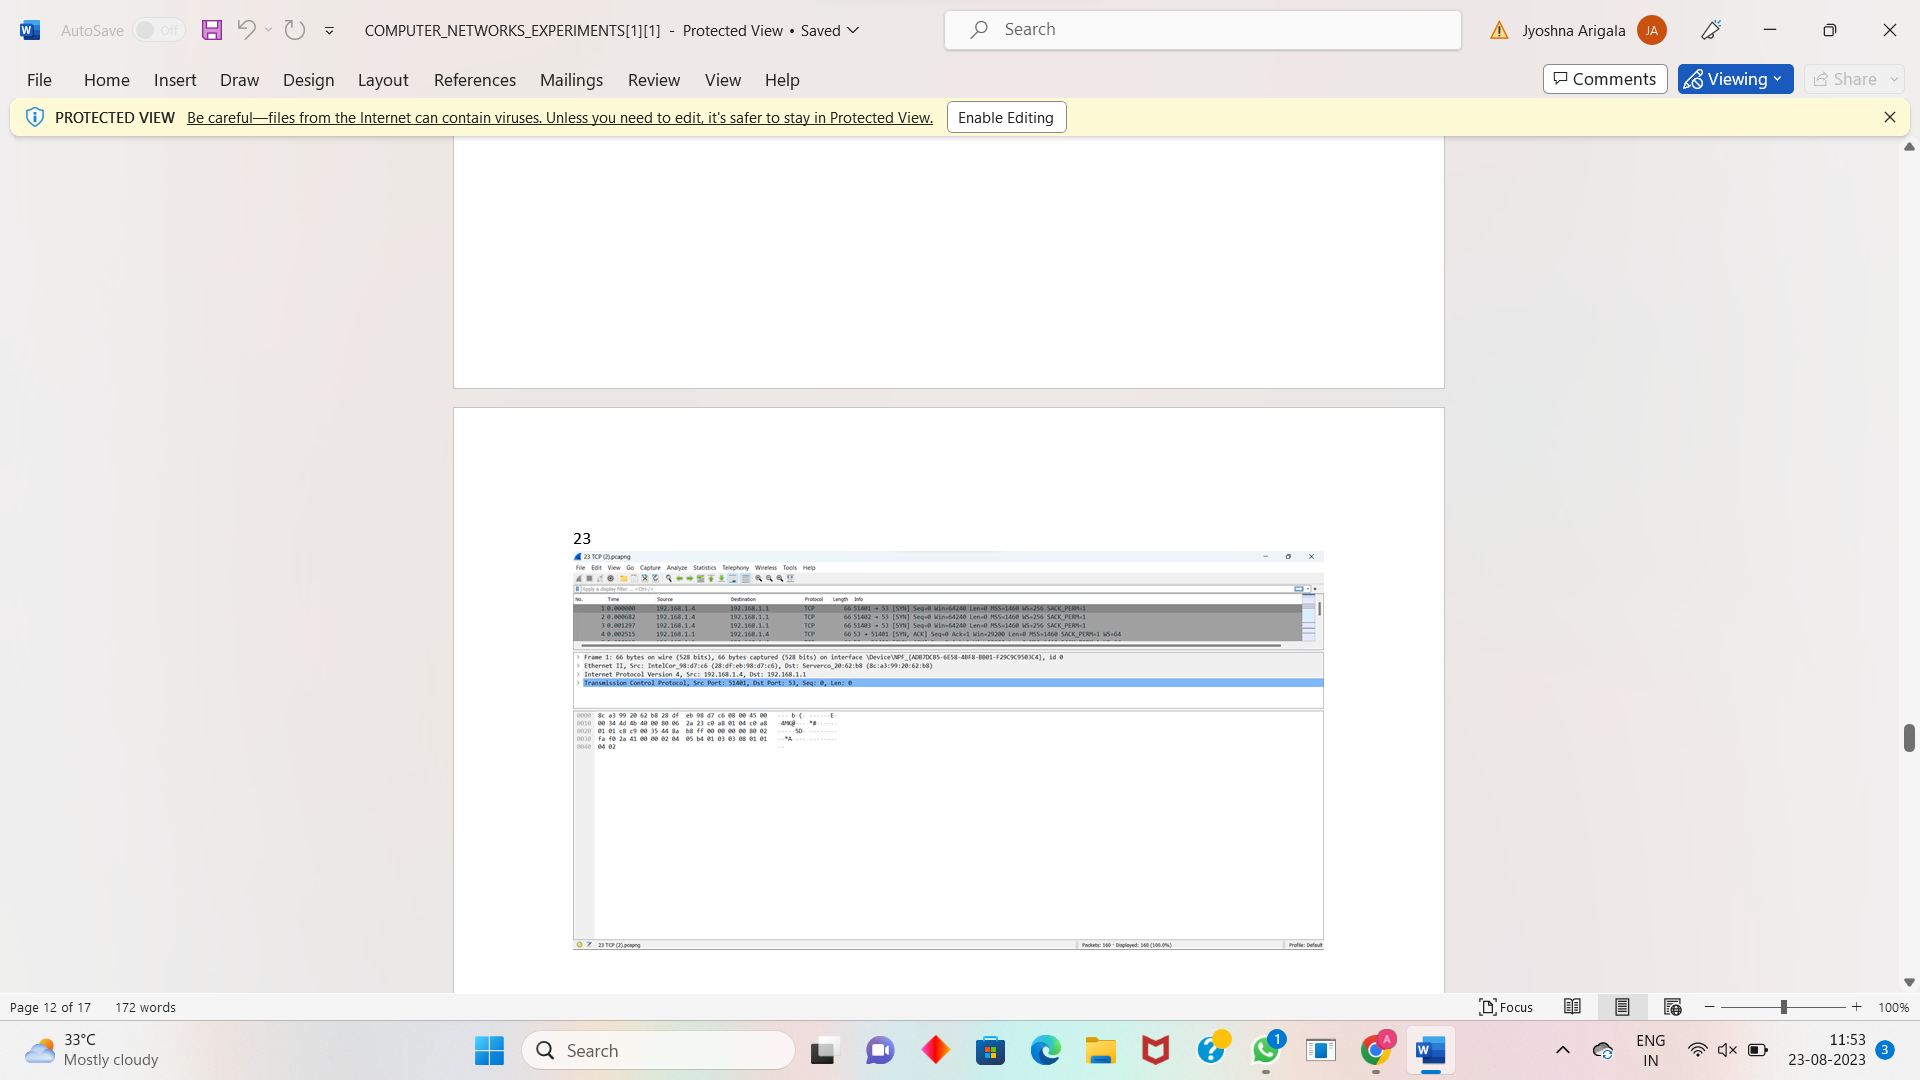 AutoSave Off COMPUTER_NETWORKS_EXPERIMENTS[1][1] - Protected View • Saved Search Jyoshna Arigala JA
File Home Insert Draw Design Layout References Mailings Review View Help Comments Viewing Share
PROTECTED VIEW Be careful—files from the Internet can contain viruses. Unless you need to edit, it's safer to stay in Protected View. Enable Editing
23
23 TCP (2).pcapng
File Edit View Go Capture Analyze Statistics Telephony Wireless Tools Help
Apply a display filter ... <Ctrl-/>
No. Time Source Destination Protocol Length Info
1 0.000000 192.168.1.4 192.168.1.1 TCP 66 51401 → 53 [SYN] Seq=0 Win=64240 Len=0 MSS=1460 WS=256 SACK_PERM=1
2 0.000682 192.168.1.4 192.168.1.1 TCP 66 51402 → 53 [SYN] Seq=0 Win=64240 Len=0 MSS=1460 WS=256 SACK_PERM=1
3 0.001297 192.168.1.4 192.168.1.1 TCP 66 51403 → 53 [SYN] Seq=0 Win=64240 Len=0 MSS=1460 WS=256 SACK_PERM=1
4 0.002515 192.168.1.1 192.168.1.4 TCP 66 53 → 51401 [SYN, ACK] Seq=0 Ack=1 Win=29200 Len=0 MSS=1460 SACK_PERM=1 WS=64
Frame 1: 66 bytes on wire (528 bits), 66 bytes captured (528 bits) on interface \Device\NPF_{ADB7DCB5-6E58-4BF8-BB01-F29C9C9503C4}, id 0
Ethernet II, Src: IntelCor_98:d7:c6 (28:df:eb:98:d7:c6), Dst: Serverco_20:62:b8 (8c:a3:99:20:62:b8)
Internet Protocol Version 4, Src: 192.168.1.4, Dst: 192.168.1.1
Transmission Control Protocol, Src Port: 51401, Dst Port: 53, Seq: 0, Len: 0
0000 8c a3 99 20 62 b8 28 df eb 98 d7 c6 08 00 45 00 ··· b·(· ······E·
0010 00 34 4d 4b 40 00 80 06 2a 23 c0 a8 01 04 c0 a8 ·4MK@··· *#······
0020 01 01 c8 c9 00 35 44 8a b8 ff 00 00 00 00 80 02 ·····5D· ········
0030 fa f0 2a 41 00 00 02 04 05 b4 01 03 03 08 01 01 ··*A···· ········
0040 04 02 ··
23 TCP (2).pcapng Packets: 160 · Displayed: 160 (100.0%) Profile: Default
Page 12 of 17 172 words Focus 100%
33°C
Mostly cloudy
Search
1
A
ENG
IN
11:53
23-08-2023
3